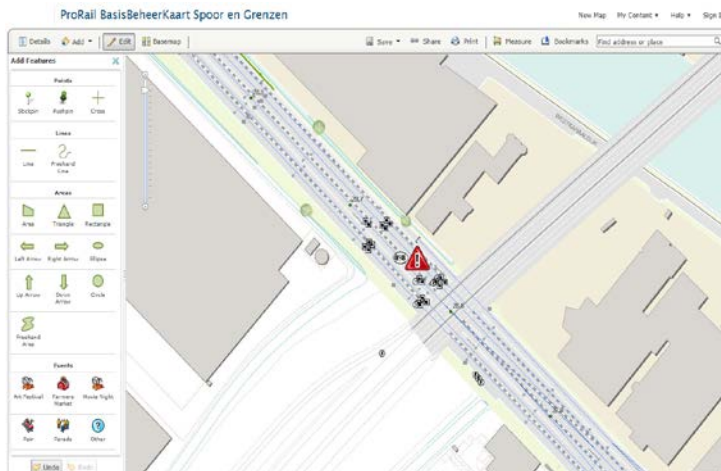 ProRail BasisBeheerKaart Spoor en Grenzen
New Map My Content Help Sign I
Details Add Edit Basemap Save Share Print Measure Bookmarks Find address or place
Add Features
Points
Stickpin Pushpin Cross
Lines
Line Freehand Line
Areas
Area Triangle Rectangle
Left Arrow Right Arrow Ellipse
Up Arrow Down Arrow Circle
Freehand Area
Events
Art Festival Farmers Market Movie Night
Fair Parade Other
Undo Redo